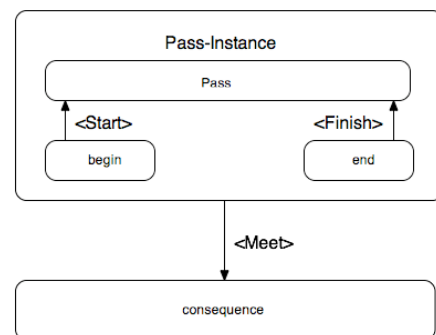 Pass-Instance
Pass
<Start>
<Finish>
begin
end
<Meet>
consequence